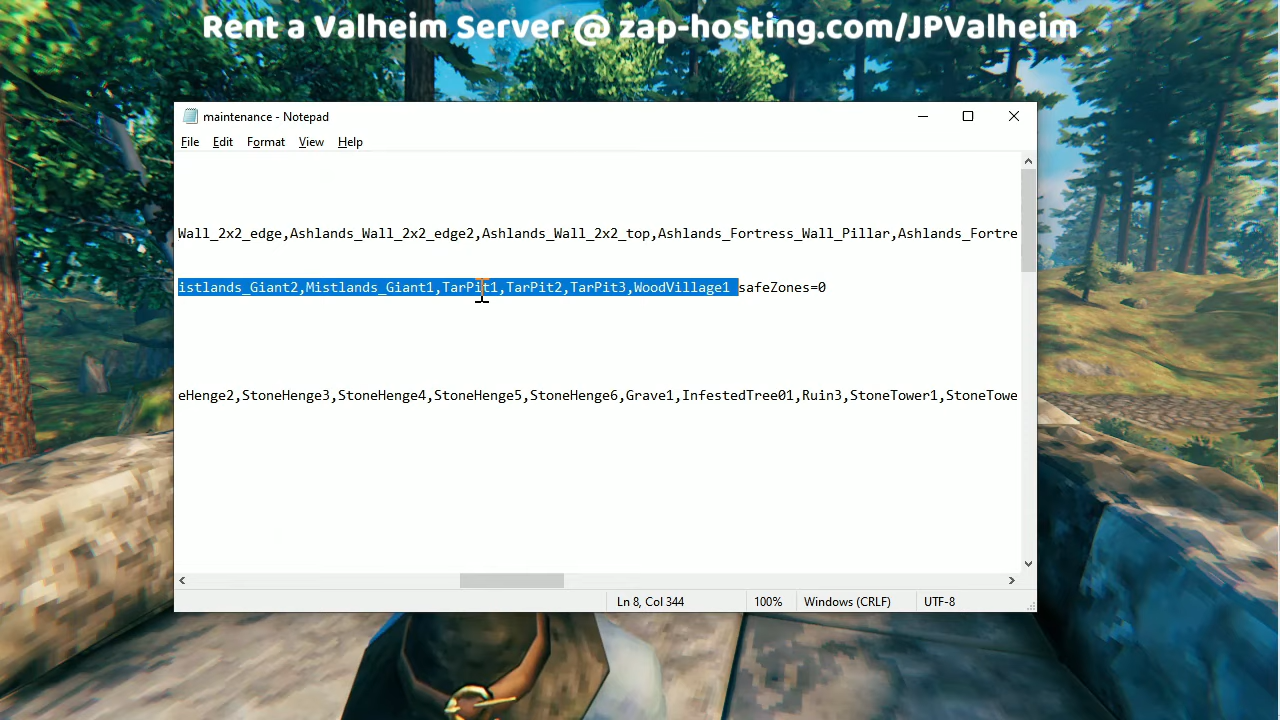 Rent a Valheim Server @ zap-hosting.com/JPValheim
maintenance - Notepad
File Edit Format View Help
Wall_2x2_edge,Ashlands_Wall_2x2_edge2,Ashlands_Wall_2x2_top,Ashlands_Fortress_Wall_Pillar,Ashlands_Fortre
istlands_Giant2,Mistlands_Giant1,TarPit1,TarPit2,TarPit3,WoodVillage1 safeZones=0
eHenge2,StoneHenge3,StoneHenge4,StoneHenge5,StoneHenge6,Grave1,InfestedTree01,Ruin3,StoneTower1,StoneTowe
Ln 8, Col 344 100% Windows (CRLF) UTF-8